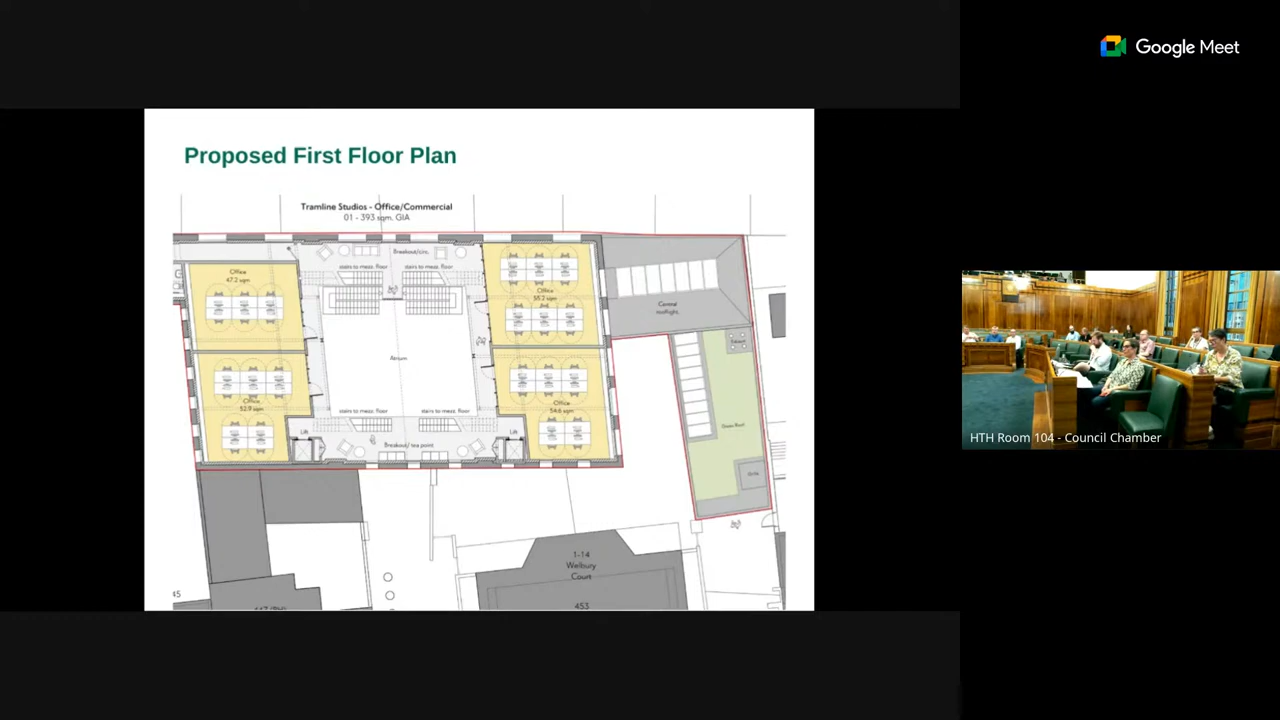 Google Meet
Proposed First Floor Plan
Tramline Studios - Office/Commercial
01 - 393 sqm. GIA
Breakout/circ.
stairs to mezz. floor
stairs to mezz. floor
Office
47.2 sqm
Office
55.2 sqm
Central
rooflight.
Atrium
Office
52.9 sqm
Office
54.6 sqm
stairs to mezz. floor
stairs to mezz. floor
Lift
Lift
Breakout/ tea point
Green Roof
1-14
Welbury
Court
453
45
HTH Room 104 - Council Chamber